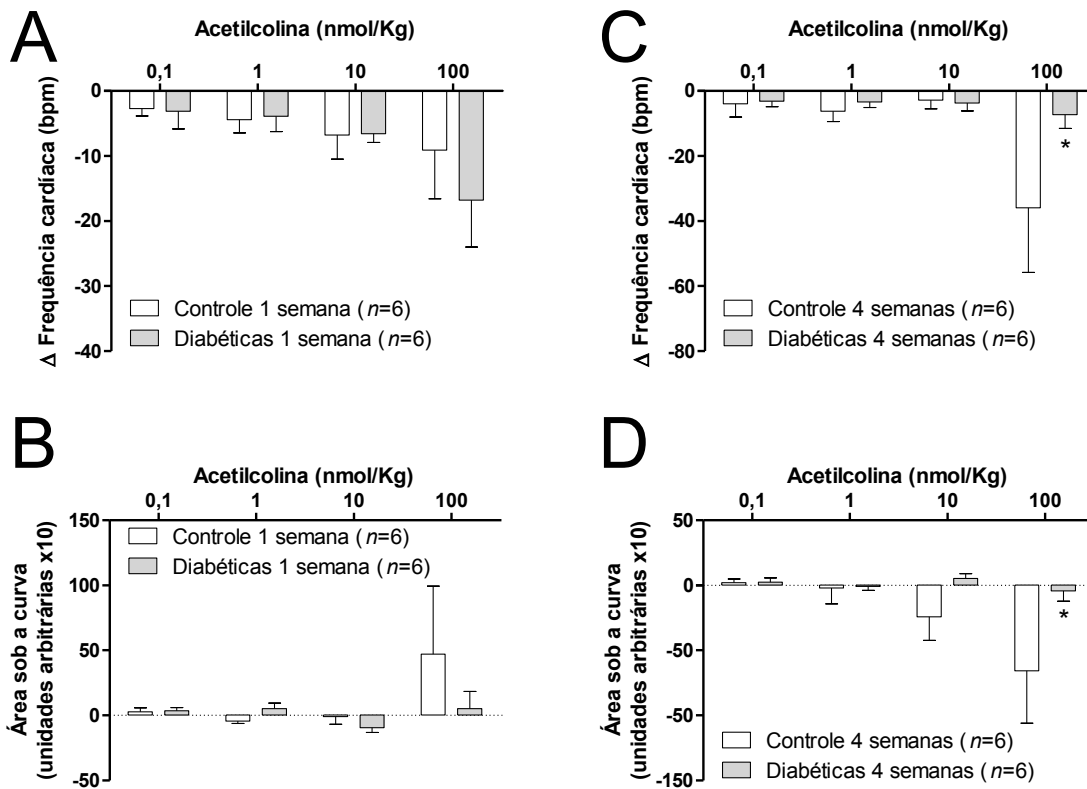 A
Acetilcolina (nmol/Kg)
0,1 1 10 100
0
-10
-20
-30
-40
Δ Frequência cardíaca (bpm)
Controle 1 semana (n=6)
Diabéticas 1 semana (n=6)
C
Acetilcolina (nmol/Kg)
0,1 1 10 100
0
-20
-40
-60
-80
Δ Frequência cardíaca (bpm)
*
Controle 4 semanas (n=6)
Diabéticas 4 semanas (n=6)
B
Acetilcolina (nmol/Kg)
0,1 1 10 100
150
100
50
0
-50
Área sob a curva
(unidades arbitrárias x10)
Controle 1 semana (n=6)
Diabéticas 1 semana (n=6)
D
Acetilcolina (nmol/Kg)
0,1 1 10 100
50
0
-50
-50
-150
Área sob a curva
(unidades arbitrárias x10)
*
Controle 4 semanas (n=6)
Diabéticas 4 semanas (n=6)